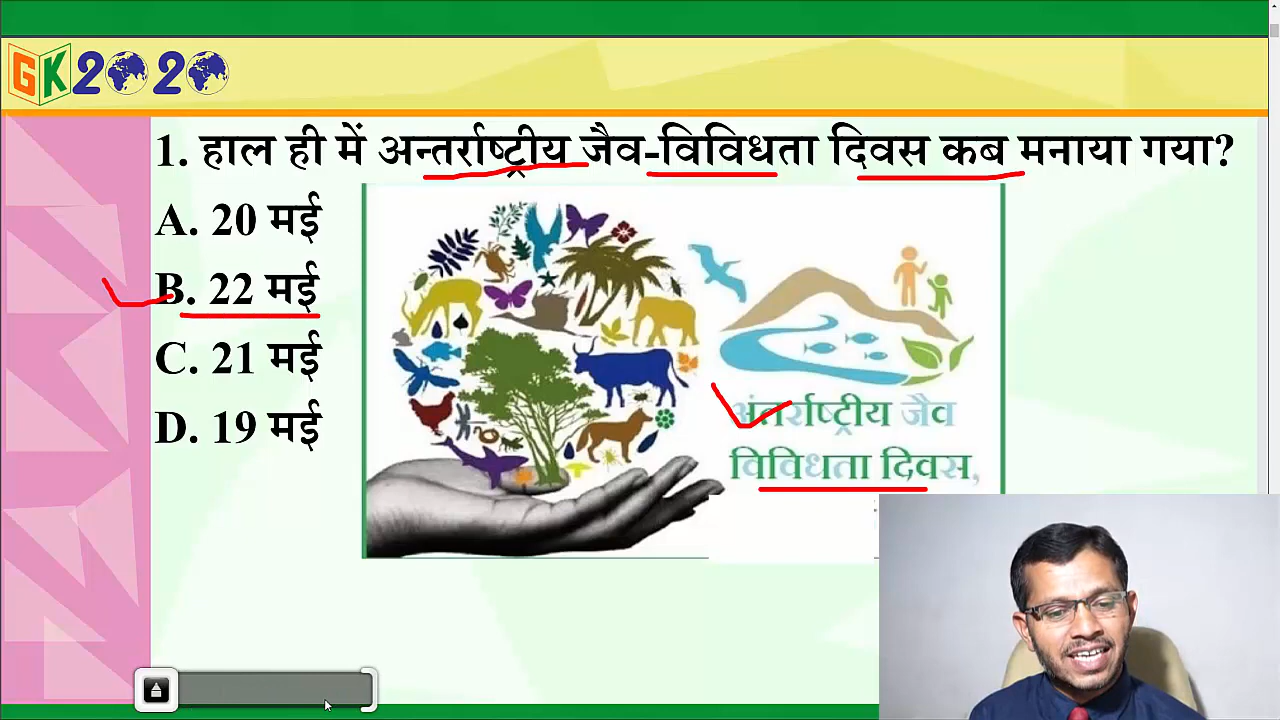 GK2020
1. हाल ही में अन्तर्राष्ट्रीय जैव-विविधता दिवस कब मनाया गया?
A. 20 मई
B. 22 मई
C. 21 मई
D. 19 मई
अंतर्राष्ट्रीय जैव
विविधता दिवस,